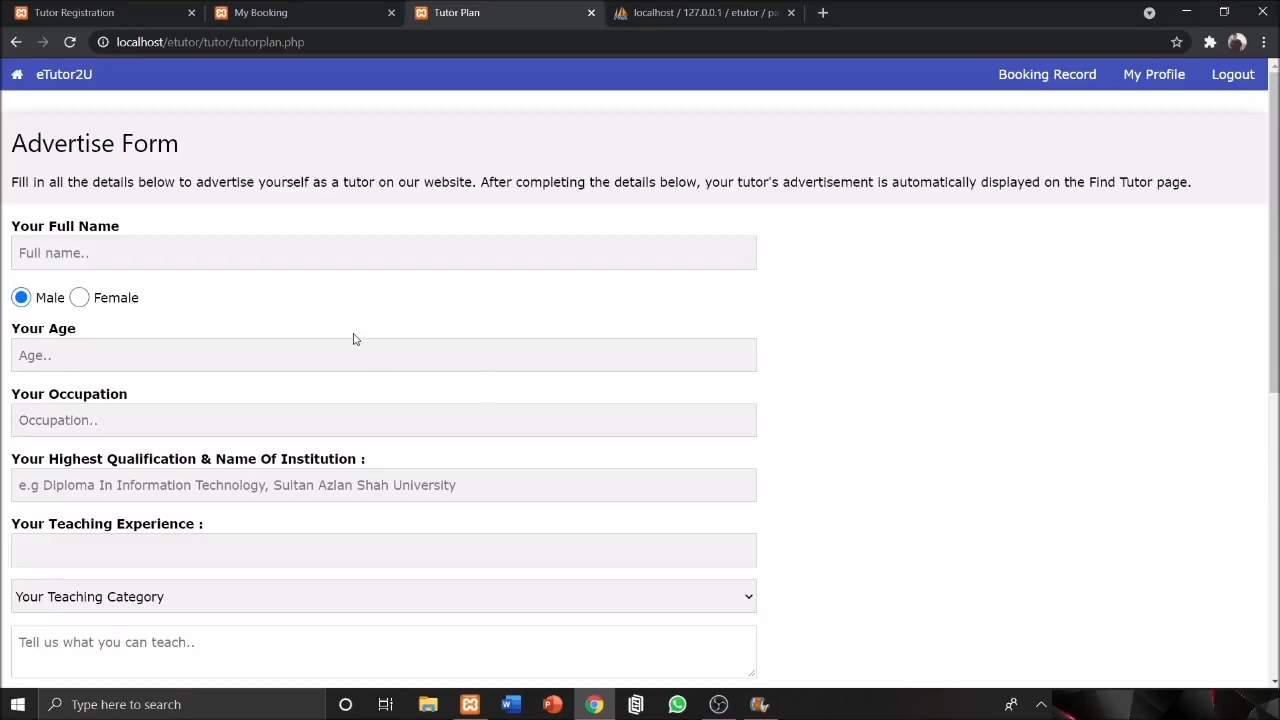 Tutor Registration
My Booking
Tutor Plan
localhost / 127.0.0.1 / etutor / pa
localhost/etutor/tutor/tutorplan.php
eTutor2U
Booking Record
My Profile
Logout
Advertise Form
Fill in all the details below to advertise yourself as a tutor on our website. After completing the details below, your tutor's advertisement is automatically displayed on the Find Tutor page.
Your Full Name
Full name..
Male
Female
Your Age
Age..
Your Occupation
Occupation..
Your Highest Qualification & Name Of Institution :
e.g Diploma In Information Technology, Sultan Azlan Shah University
Your Teaching Experience :
Your Teaching Category
Tell us what you can teach..
Type here to search